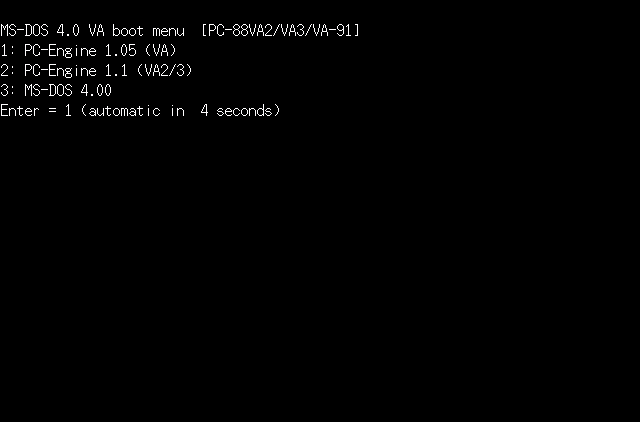 MS-DOS 4.0 VA boot menu  [PC-88VA2/VA3/VA-91]
1: PC-Engine 1.05 (VA)
2: PC-Engine 1.1 (VA2/3)
3: MS-DOS 4.00
Enter = 1 (automatic in  4 seconds)